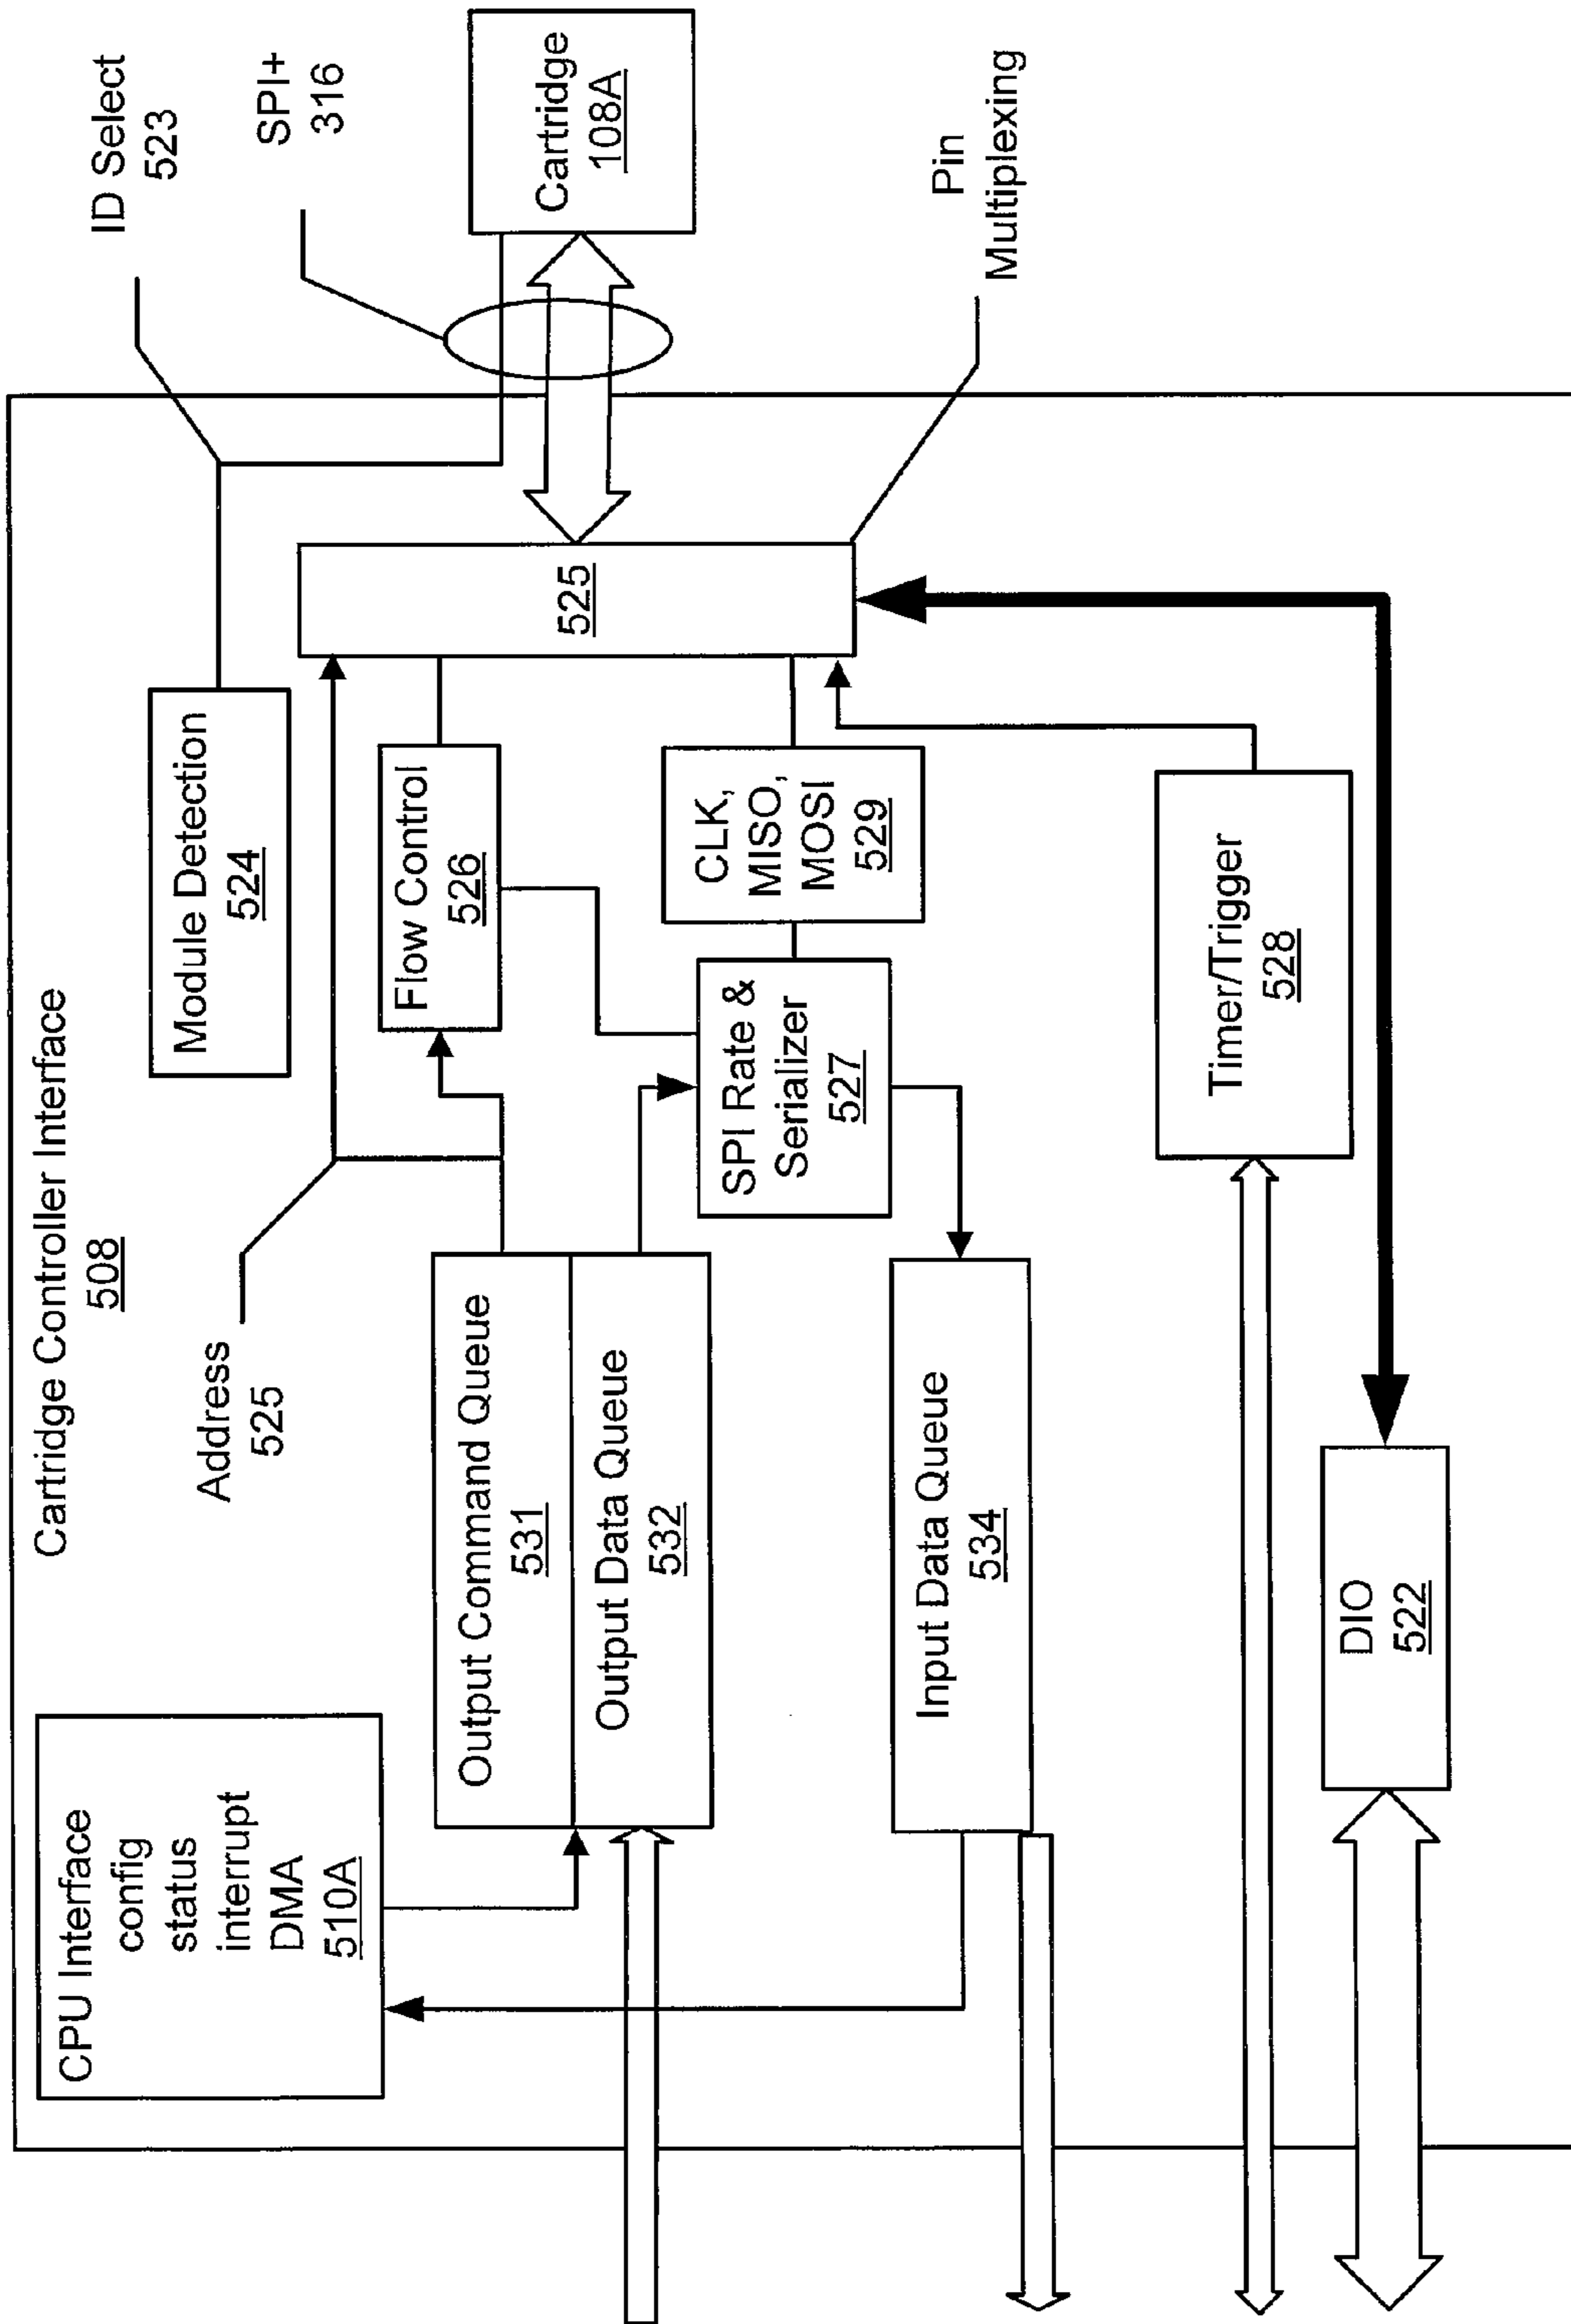 Cartridge Controller Interface
508
CPU Interface
config
status
interrupt
DMA
510A
Address
525
Module Detection
524
ID Select
523
SPI+
316
Cartridge
108A
Output Command Queue
531
Output Data Queue
532
Flow Control
526
525
SPI Rate &
Serializer
527
CLK,
MISO,
MOSI
529
Pin
Multiplexing
Input Data Queue
534
Timer/Trigger
528
DIO
522